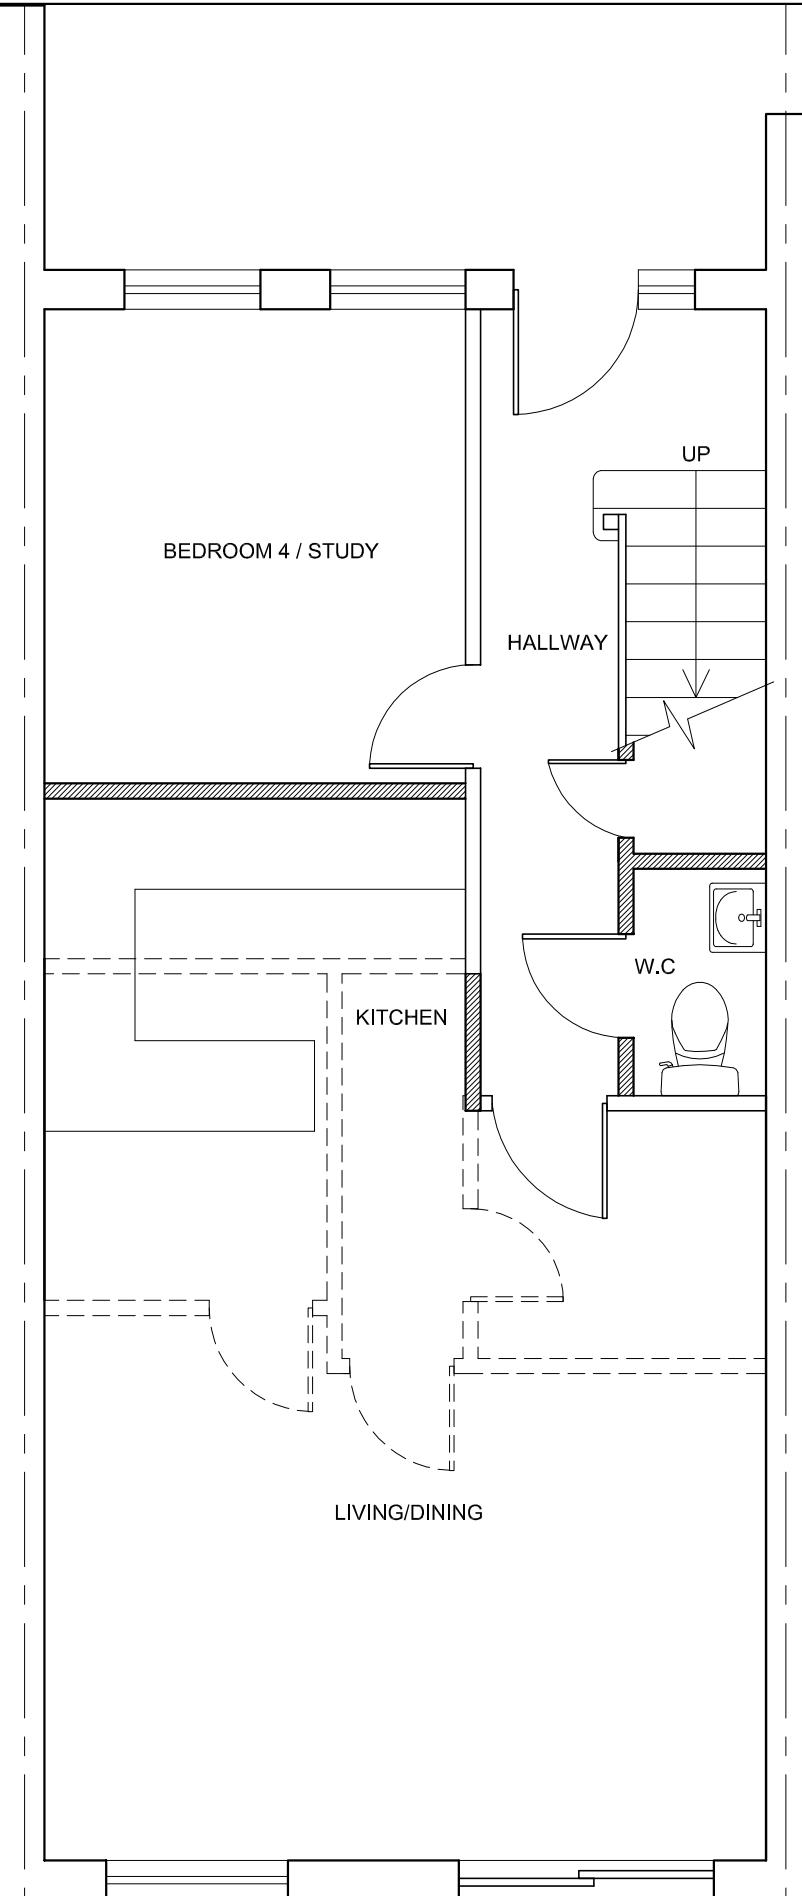 UP
BEDROOM 4 / STUDY
HALLWAY
W.C
KITCHEN
LIVING/DINING